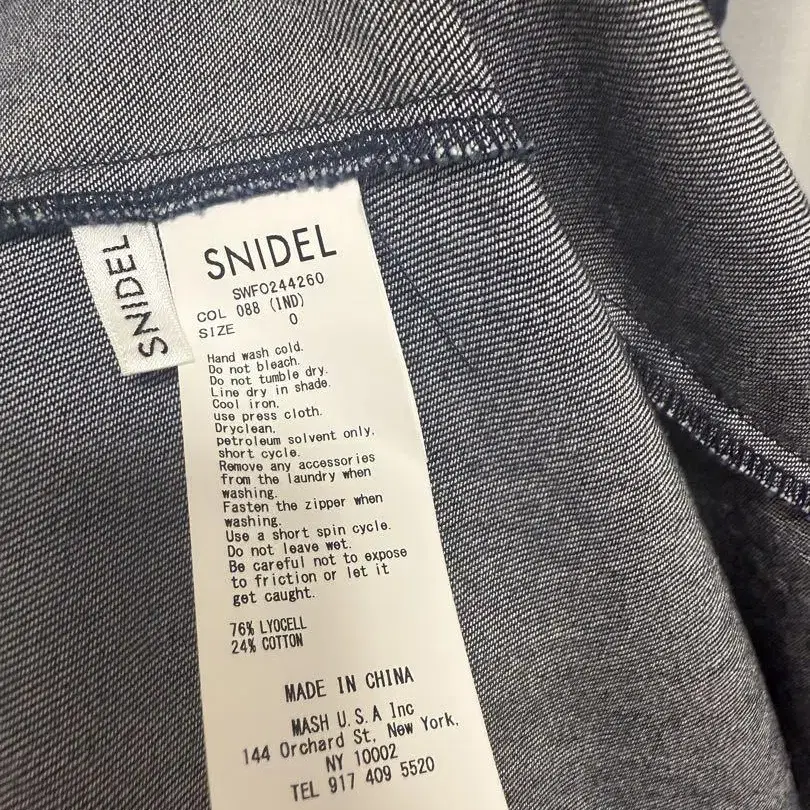 SNIDEL
SNIDEL
SWFO244260
COL 088 (IND)
SIZE 0
Hand wash cold.
Do not bleach.
Do not tumble dry.
Line dry in shade.
Cool iron.
use press cloth.
Dryclean,
petroleum solvent only,
short cycle.
Remove any accessories
from the laundry when
washing.
Fasten the zipper when
washing.
Use a short spin cycle.
Do not leave wet.
Be careful not to expose
to friction or let it
get caught.
76% LYOCELL
24% COTTON
MADE IN CHINA
MASH U.S.A Inc
144 Orchard St, New York,
NY 10002
TEL 917 409 5520